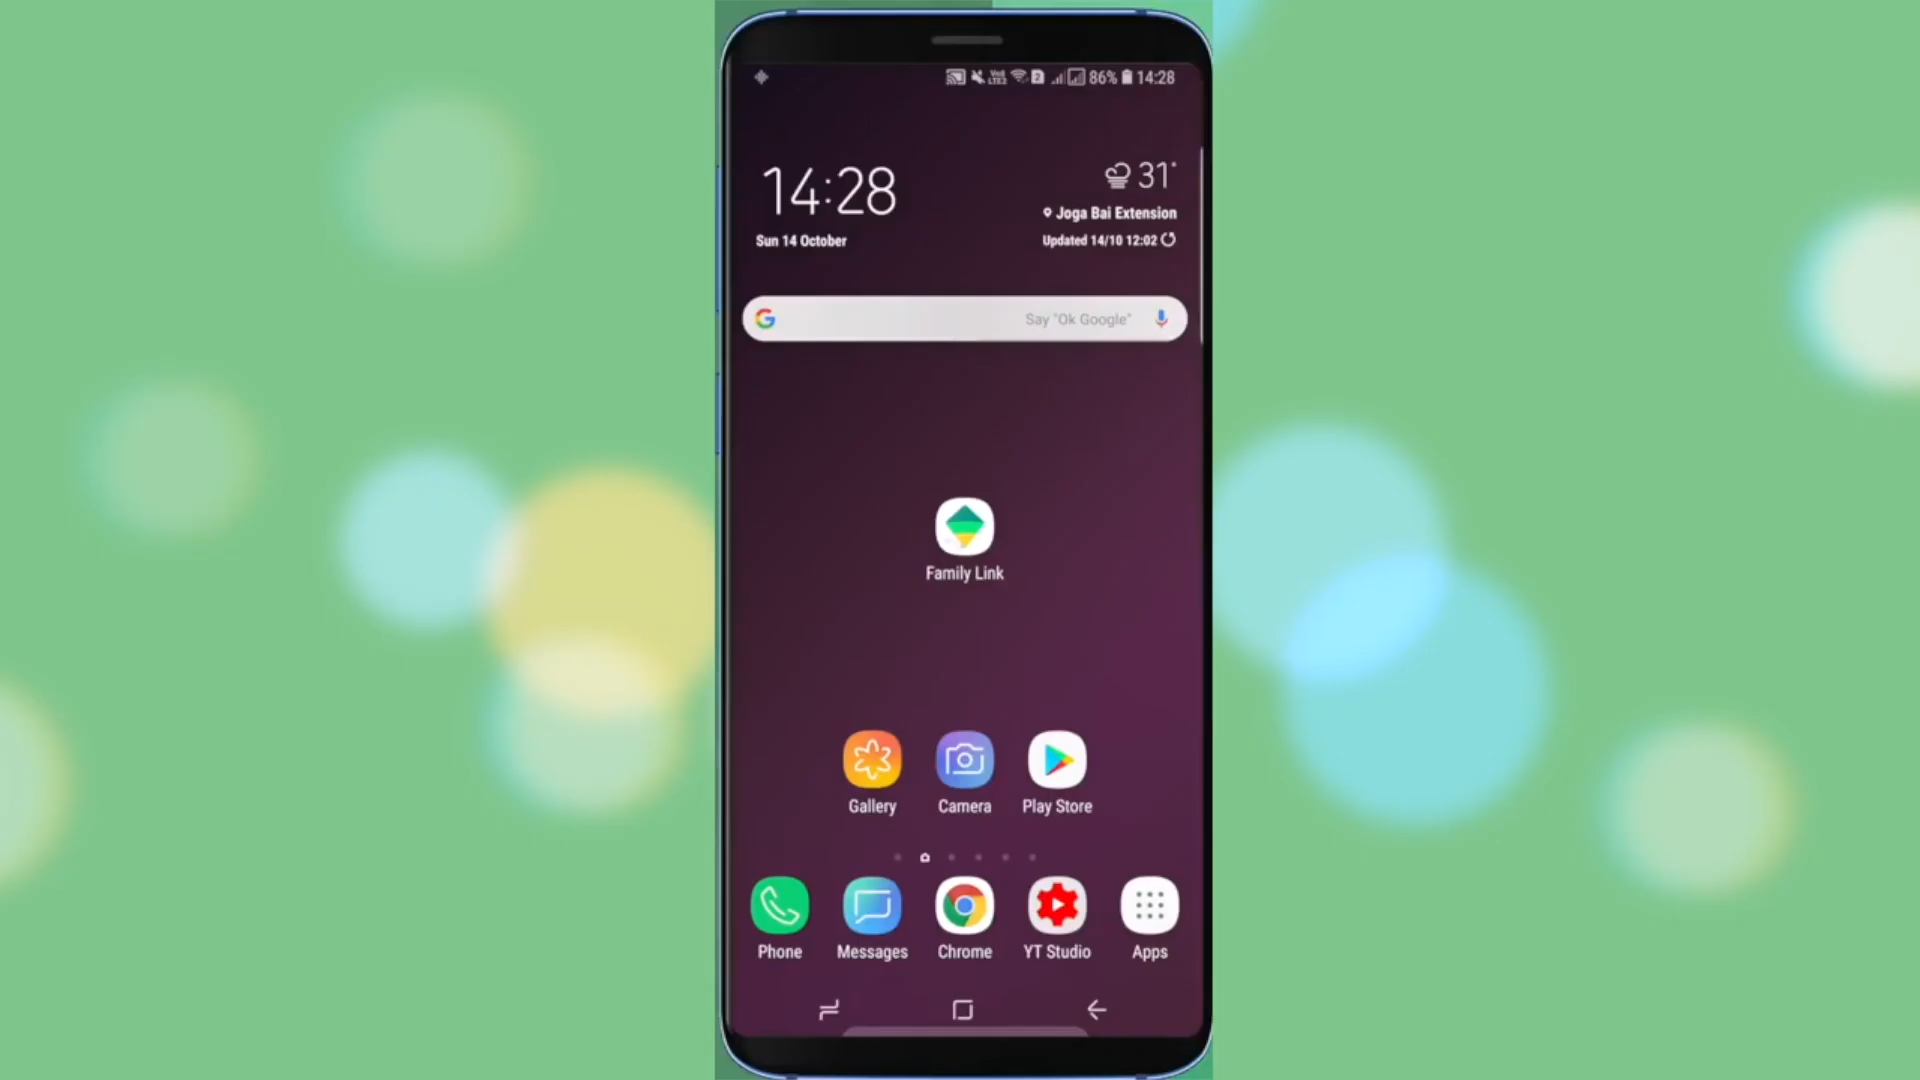 86% 14:28
14:28
31°
Joga Bai Extension
Sun 14 October
Updated 14/10 12:02
Say "Ok Google"
Family Link
Gallery
Camera
Play Store
Phone
Messages
Chrome
YT Studio
Apps